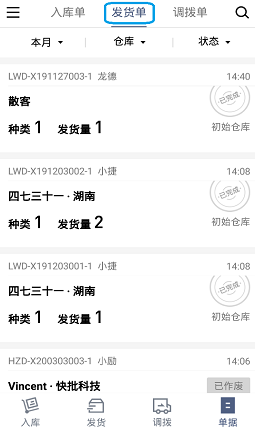 入库单 发货单 调拨单
本月 仓库 状态
LWD-X191127003-1 龙德 14:40
散客
已完成
种类 1 发货量 1 初始仓库
LWD-X191203002-1 小捷 14:08
四七三十一 · 湖南
已完成
种类 1 发货量 2 初始仓库
LWD-X191203001-1 小捷 14:08
四七三十一 · 湖南
已完成
种类 1 发货量 1 初始仓库
HZD-X200303003-1 小励 14:06
Vincent · 快批科技 已作废
入库 发货 调拨 单据